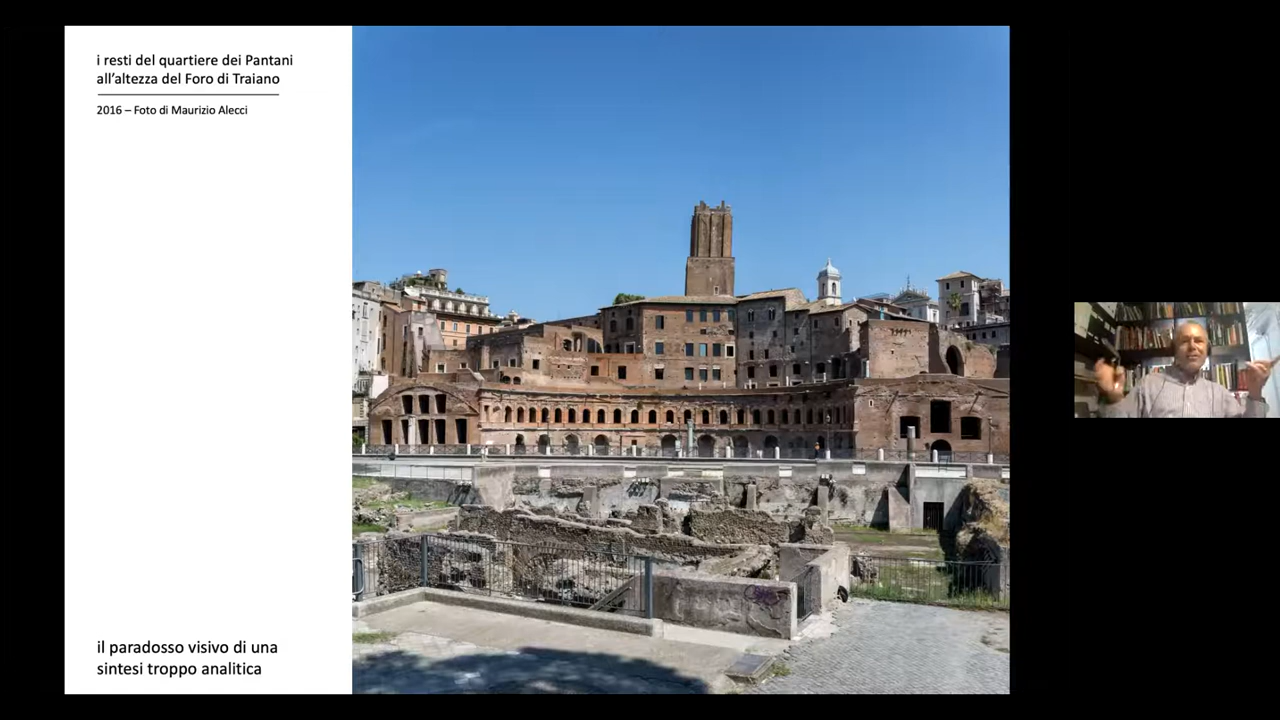 i resti del quartiere dei Pantani
all’altezza del Foro di Traiano
2016 – Foto di Maurizio Alecci
il paradosso visivo di una
sintesi troppo analitica